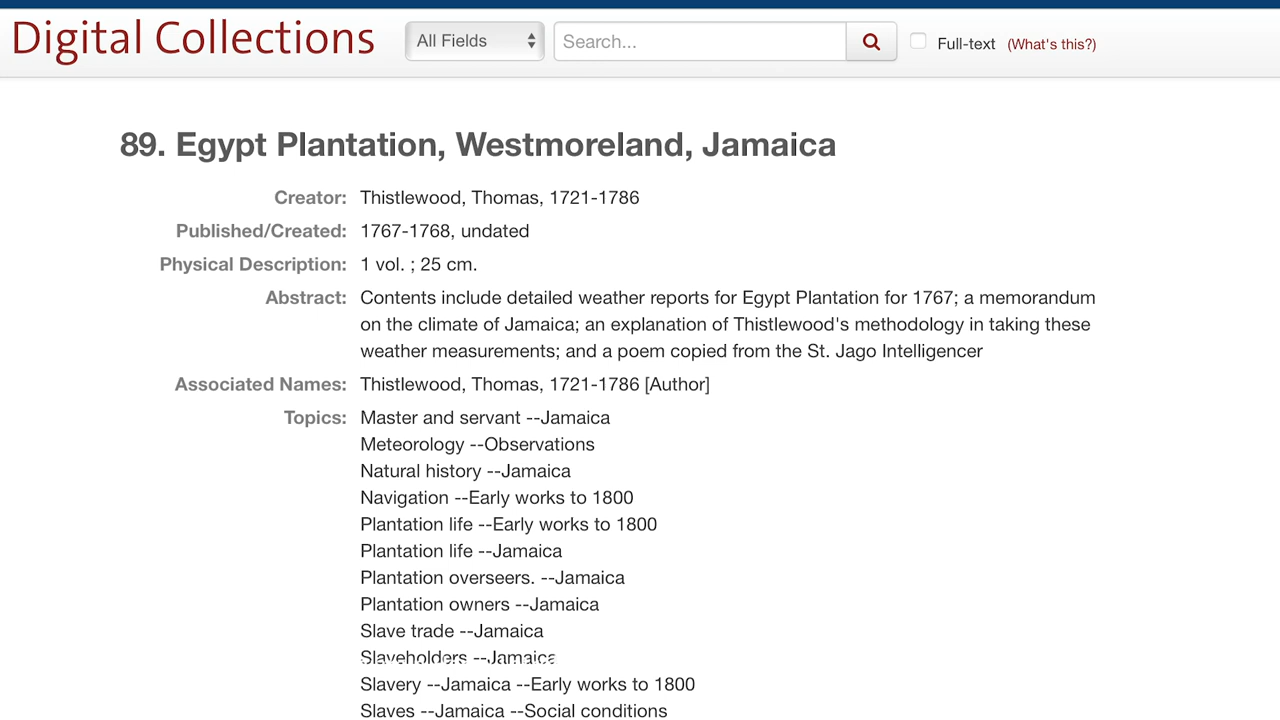 Digital Collections
All Fields
Search...
Full-text (What's this?)
89. Egypt Plantation, Westmoreland, Jamaica
Creator: Thistlewood, Thomas, 1721-1786
Published/Created: 1767-1768, undated
Physical Description: 1 vol. ; 25 cm.
Abstract: Contents include detailed weather reports for Egypt Plantation for 1767; a memorandum
on the climate of Jamaica; an explanation of Thistlewood's methodology in taking these
weather measurements; and a poem copied from the St. Jago Intelligencer
Associated Names: Thistlewood, Thomas, 1721-1786 [Author]
Topics: Master and servant --Jamaica
Meteorology --Observations
Natural history --Jamaica
Navigation --Early works to 1800
Plantation life --Early works to 1800
Plantation life --Jamaica
Plantation overseers. --Jamaica
Plantation owners --Jamaica
Slave trade --Jamaica
Slaveholders --Jamaica
Slavery --Jamaica --Early works to 1800
Slaves --Jamaica --Social conditions